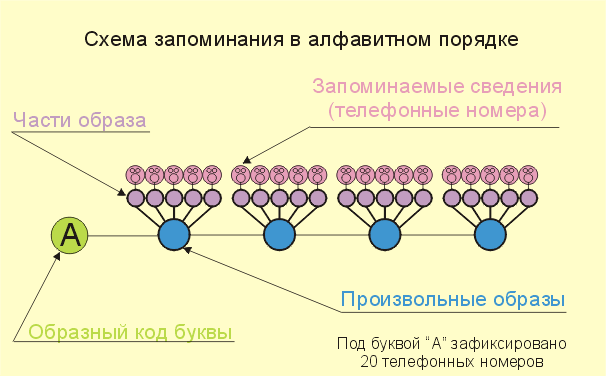 Схема запоминания в алфавитном порядке
Запоминаемые сведения
(телефонные номера)
Части образа
А
Произвольные образы
Образный код буквы
Под буквой “А” зафиксировано
20 телефонных номеров